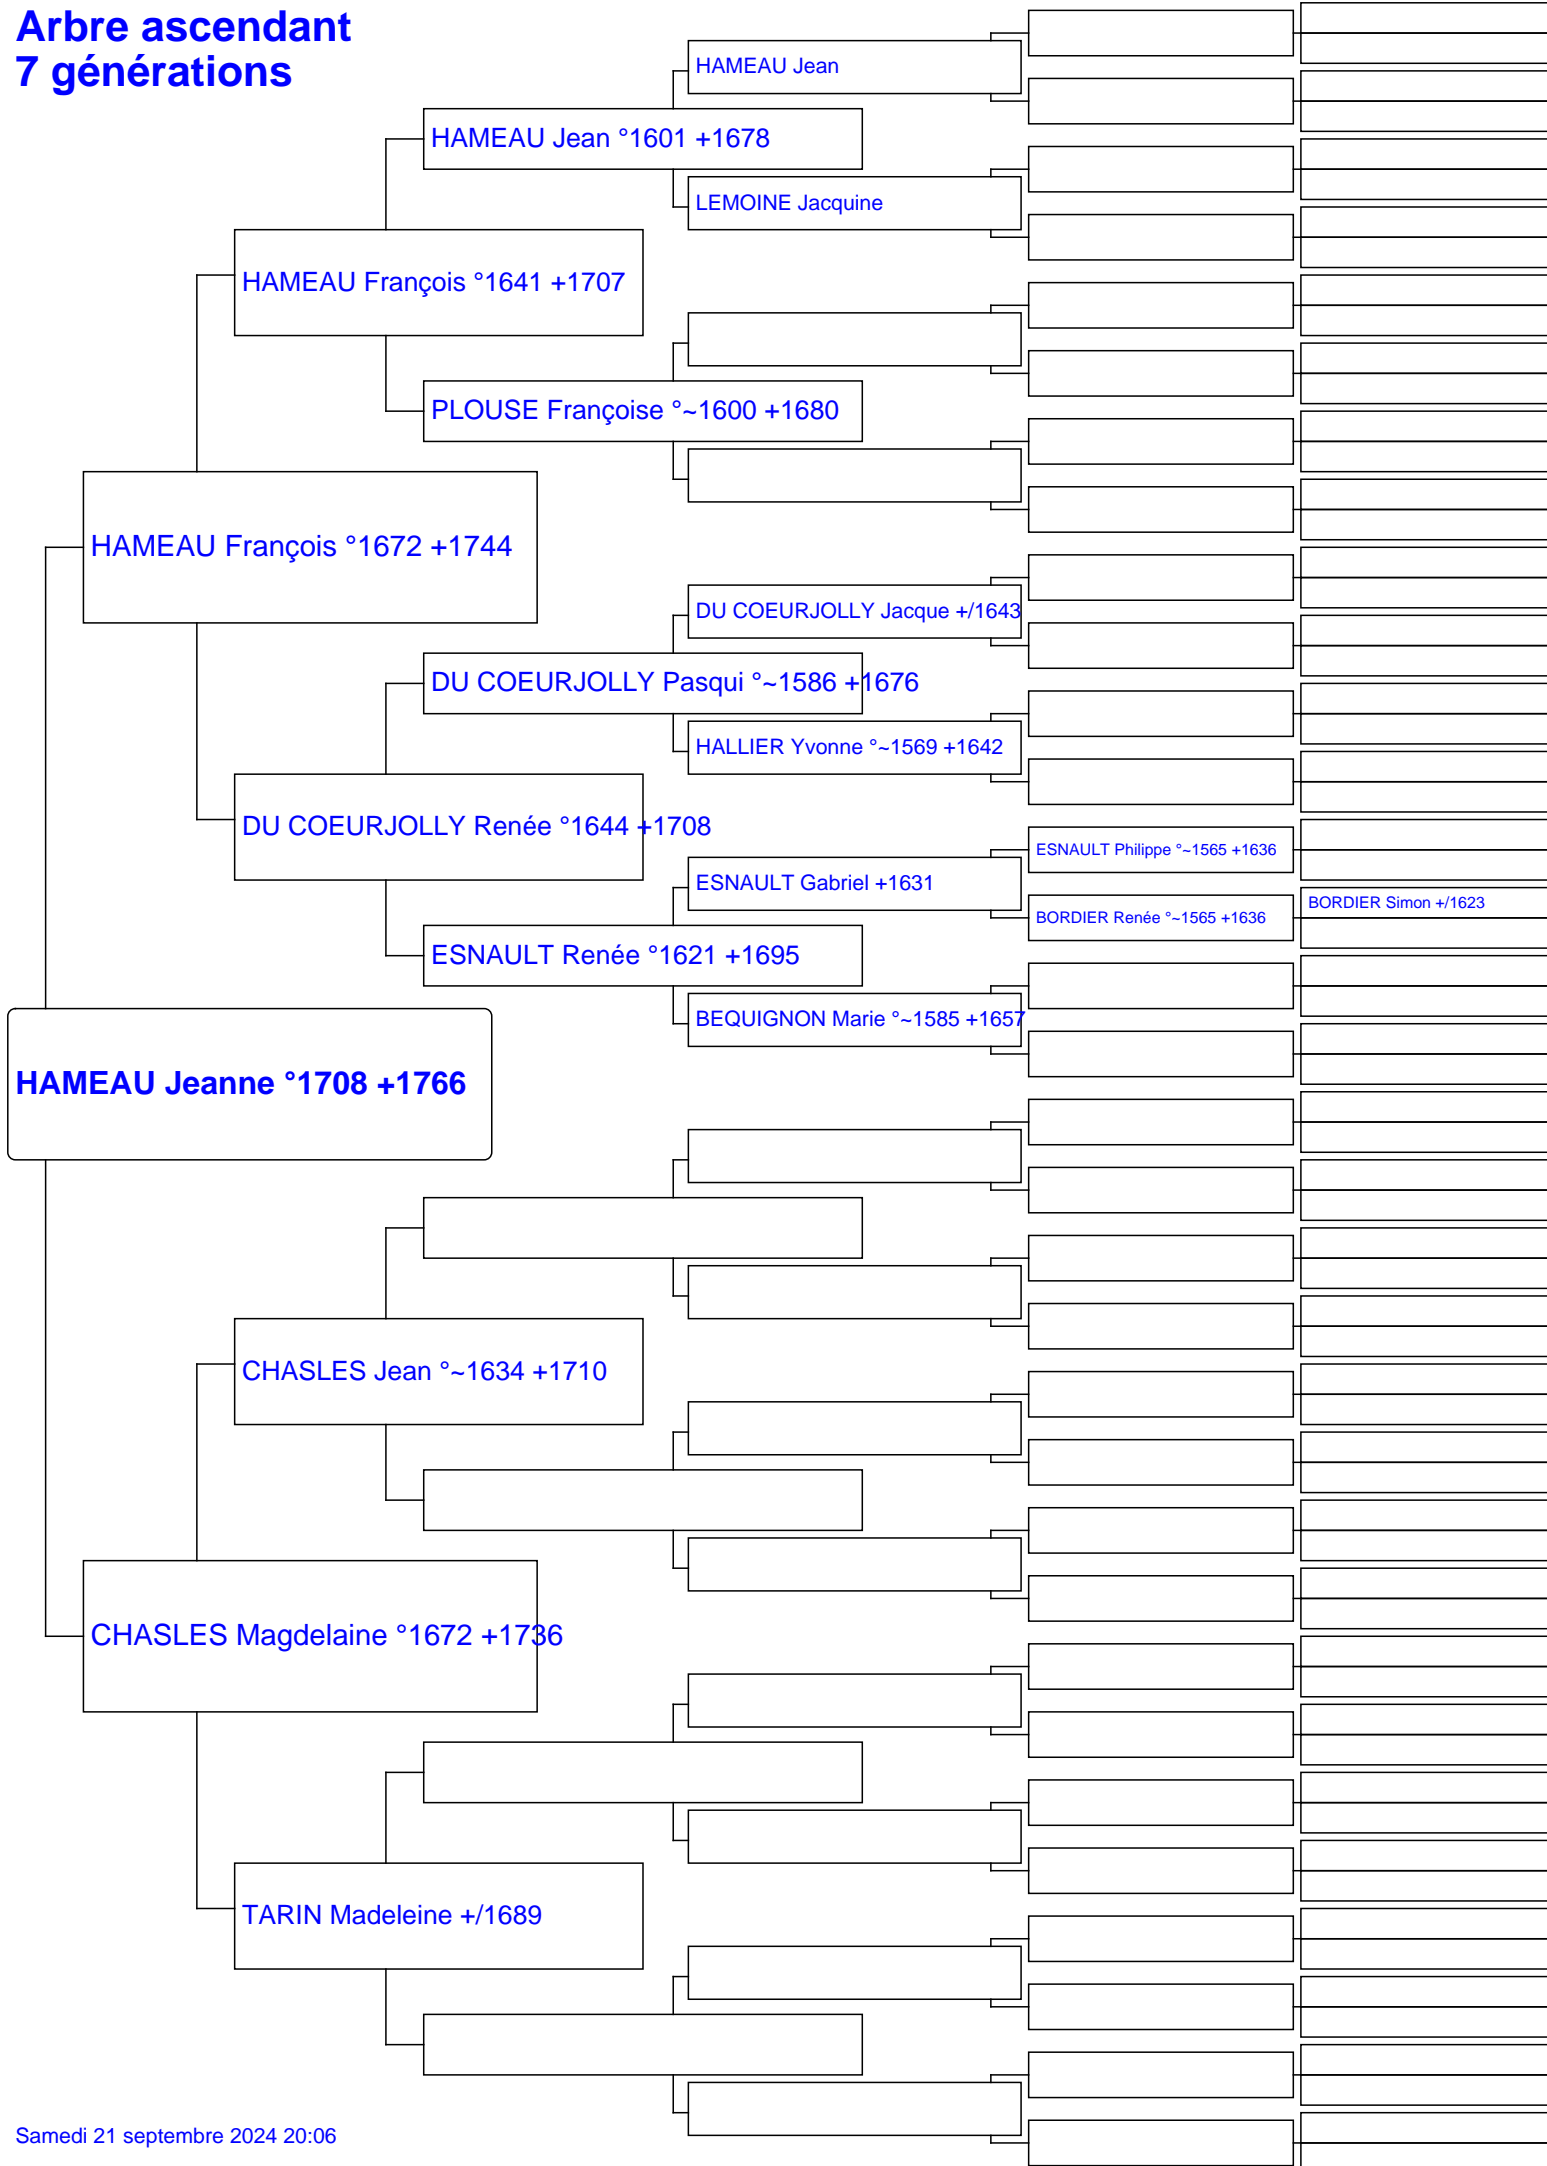 Arbre ascendant
7 générations
HAMEAU Jean
HAMEAU Jean °1601 +1678
LEMOINE Jacquine
HAMEAU François °1641 +1707
PLOUSE Françoise °~1600 +1680
HAMEAU François °1672 +1744
DU COEURJOLLY Jacque +/1643
DU COEURJOLLY Pasqui °~1586 +1676
HALLIER Yvonne °~1569 +1642
DU COEURJOLLY Renée °1644 +1708
ESNAULT Philippe °~1565 +1636
ESNAULT Gabriel +1631
BORDIER Simon +/1623
BORDIER Renée °~1565 +1636
ESNAULT Renée °1621 +1695
BEQUIGNON Marie °~1585 +1657
HAMEAU Jeanne °1708 +1766
CHASLES Jean °~1634 +1710
CHASLES Magdelaine °1672 +1736
TARIN Madeleine +/1689
Samedi 21 septembre 2024 20:06